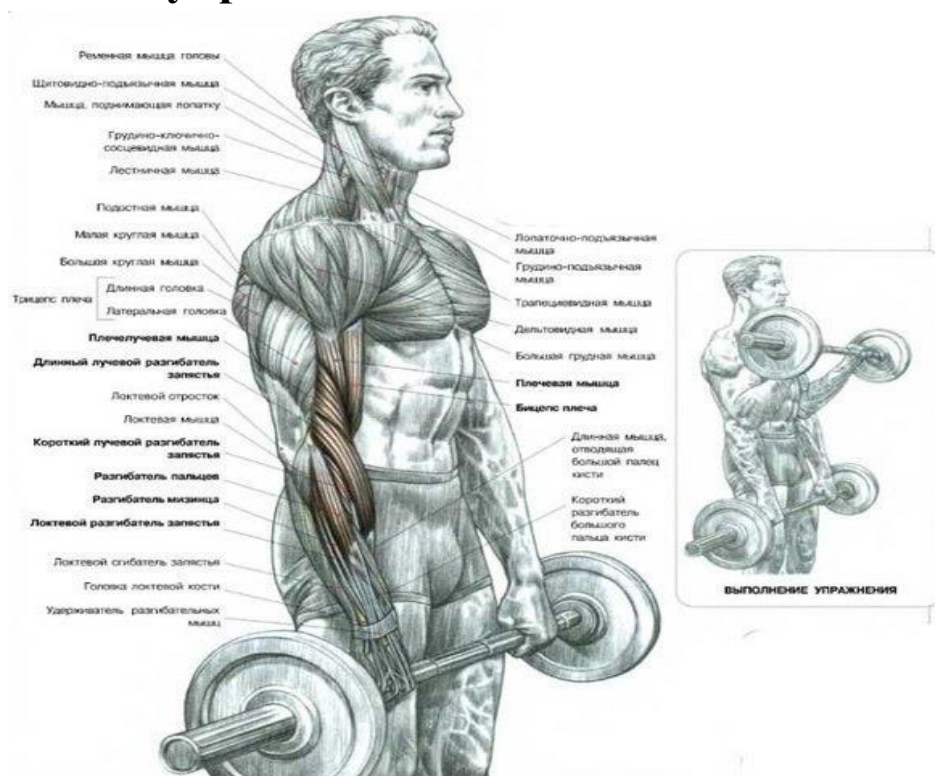 Ременная мышца головы
Щитовидно-подъязычная мышца
Мышца, поднимающая лопатку
Грудино-ключично-
сосцевидная мышца
Лестничная мышца
Подостная мышца
Малая круглая мышца
Большая круглая мышца
Трицепс плеча
Длинная головка
Латеральная головка
Плечелучевая мышца
Длинный лучевой разгибатель
запястья
Локтевой отросток
Локтевая мышца
Короткий лучевой разгибатель
запястья
Разгибатель пальцев
Разгибатель мизинца
Локтевой разгибатель запястья
Локтевой сгибатель запястья
Головка локтевой кости
Удерживатель разгибательных
мышц
Лопаточно-подъязычная
мышца
Грудино-подъязычная
мышца
Трапециевидная мышца
Дельтовидная мышца
Большая грудная мышца
Плечевая мышца
Бицепс плеча
Длинная мышца,
отводящая
большой палец
кисти
Короткий
разгибатель
большого
пальца кисти
ВЫПОЛНЕНИЕ УПРАЖНЕНИЯ